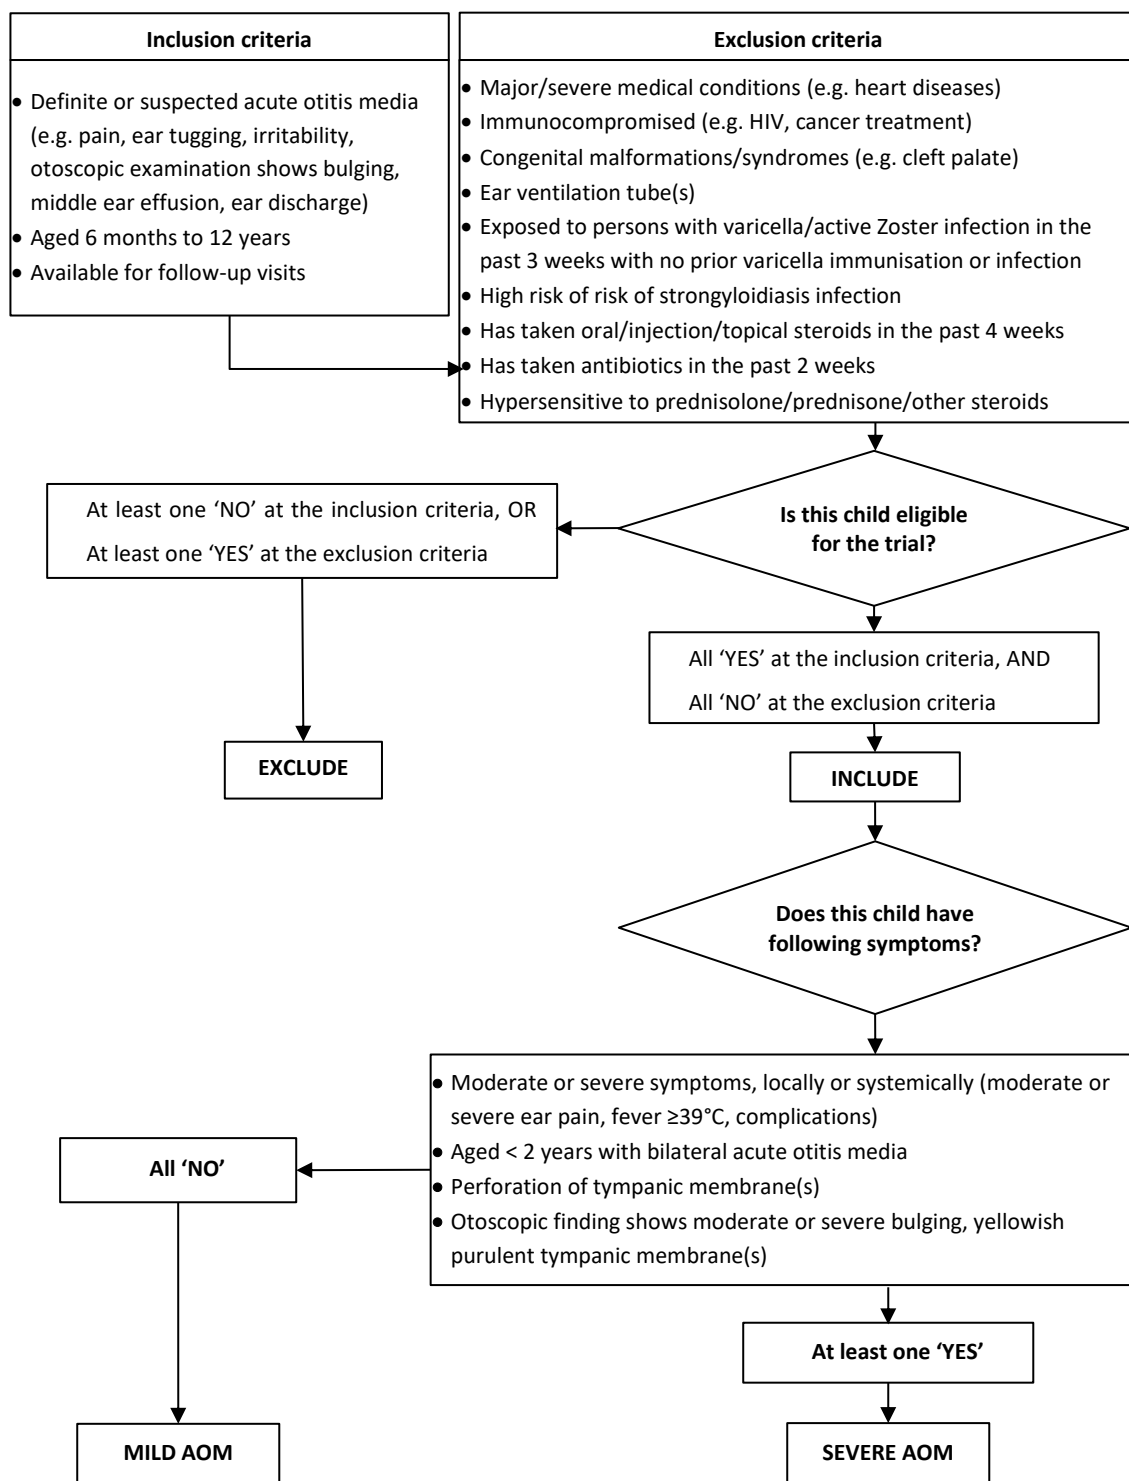 Inclusion criteria
• Definite or suspected acute otitis media
(e.g. pain, ear tugging, irritability,
otoscopic examination shows bulging,
middle ear effusion, ear discharge)
• Aged 6 months to 12 years
• Available for follow-up visits
Exclusion criteria
• Major/severe medical conditions (e.g. heart diseases)
• Immunocompromised (e.g. HIV, cancer treatment)
• Congenital malformations/syndromes (e.g. cleft palate)
• Ear ventilation tube(s)
• Exposed to persons with varicella/active Zoster infection in the
past 3 weeks with no prior varicella immunisation or infection
• High risk of risk of strongyloidiasis infection
• Has taken oral/injection/topical steroids in the past 4 weeks
• Has taken antibiotics in the past 2 weeks
• Hypersensitive to prednisolone/prednisone/other steroids
Is this child eligible
for the trial?
At least one ‘NO’ at the inclusion criteria, OR
At least one ‘YES’ at the exclusion criteria
EXCLUDE
All ‘YES’ at the inclusion criteria, AND
All ‘NO’ at the exclusion criteria
INCLUDE
Does this child have
following symptoms?
• Moderate or severe symptoms, locally or systemically (moderate or
severe ear pain, fever ≥39°C, complications)
• Aged < 2 years with bilateral acute otitis media
• Perforation of tympanic membrane(s)
• Otoscopic finding shows moderate or severe bulging, yellowish
purulent tympanic membrane(s)
All ‘NO’
At least one ‘YES’
MILD AOM
SEVERE AOM